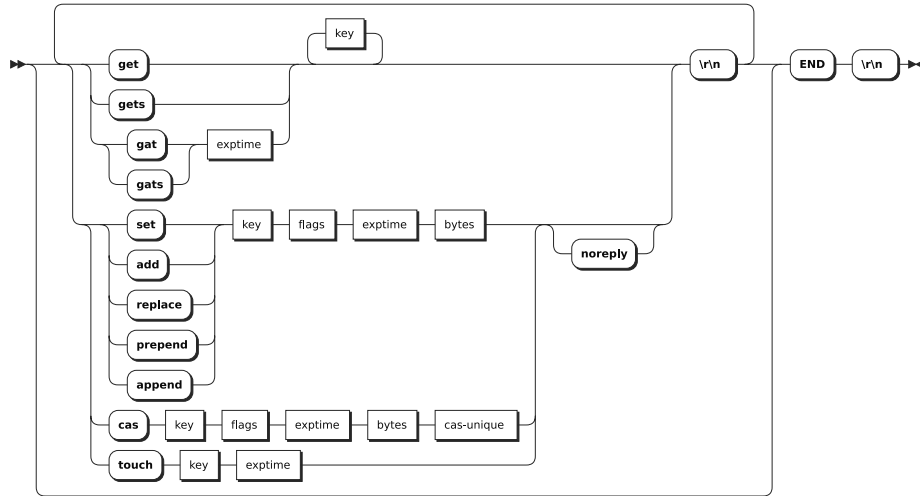 key
get \r\n END \r\n
gets
gat exptime
gats
set key flags exptime bytes
add noreply
replace
prepend
append
cas key flags exptime bytes cas-unique
touch key exptime